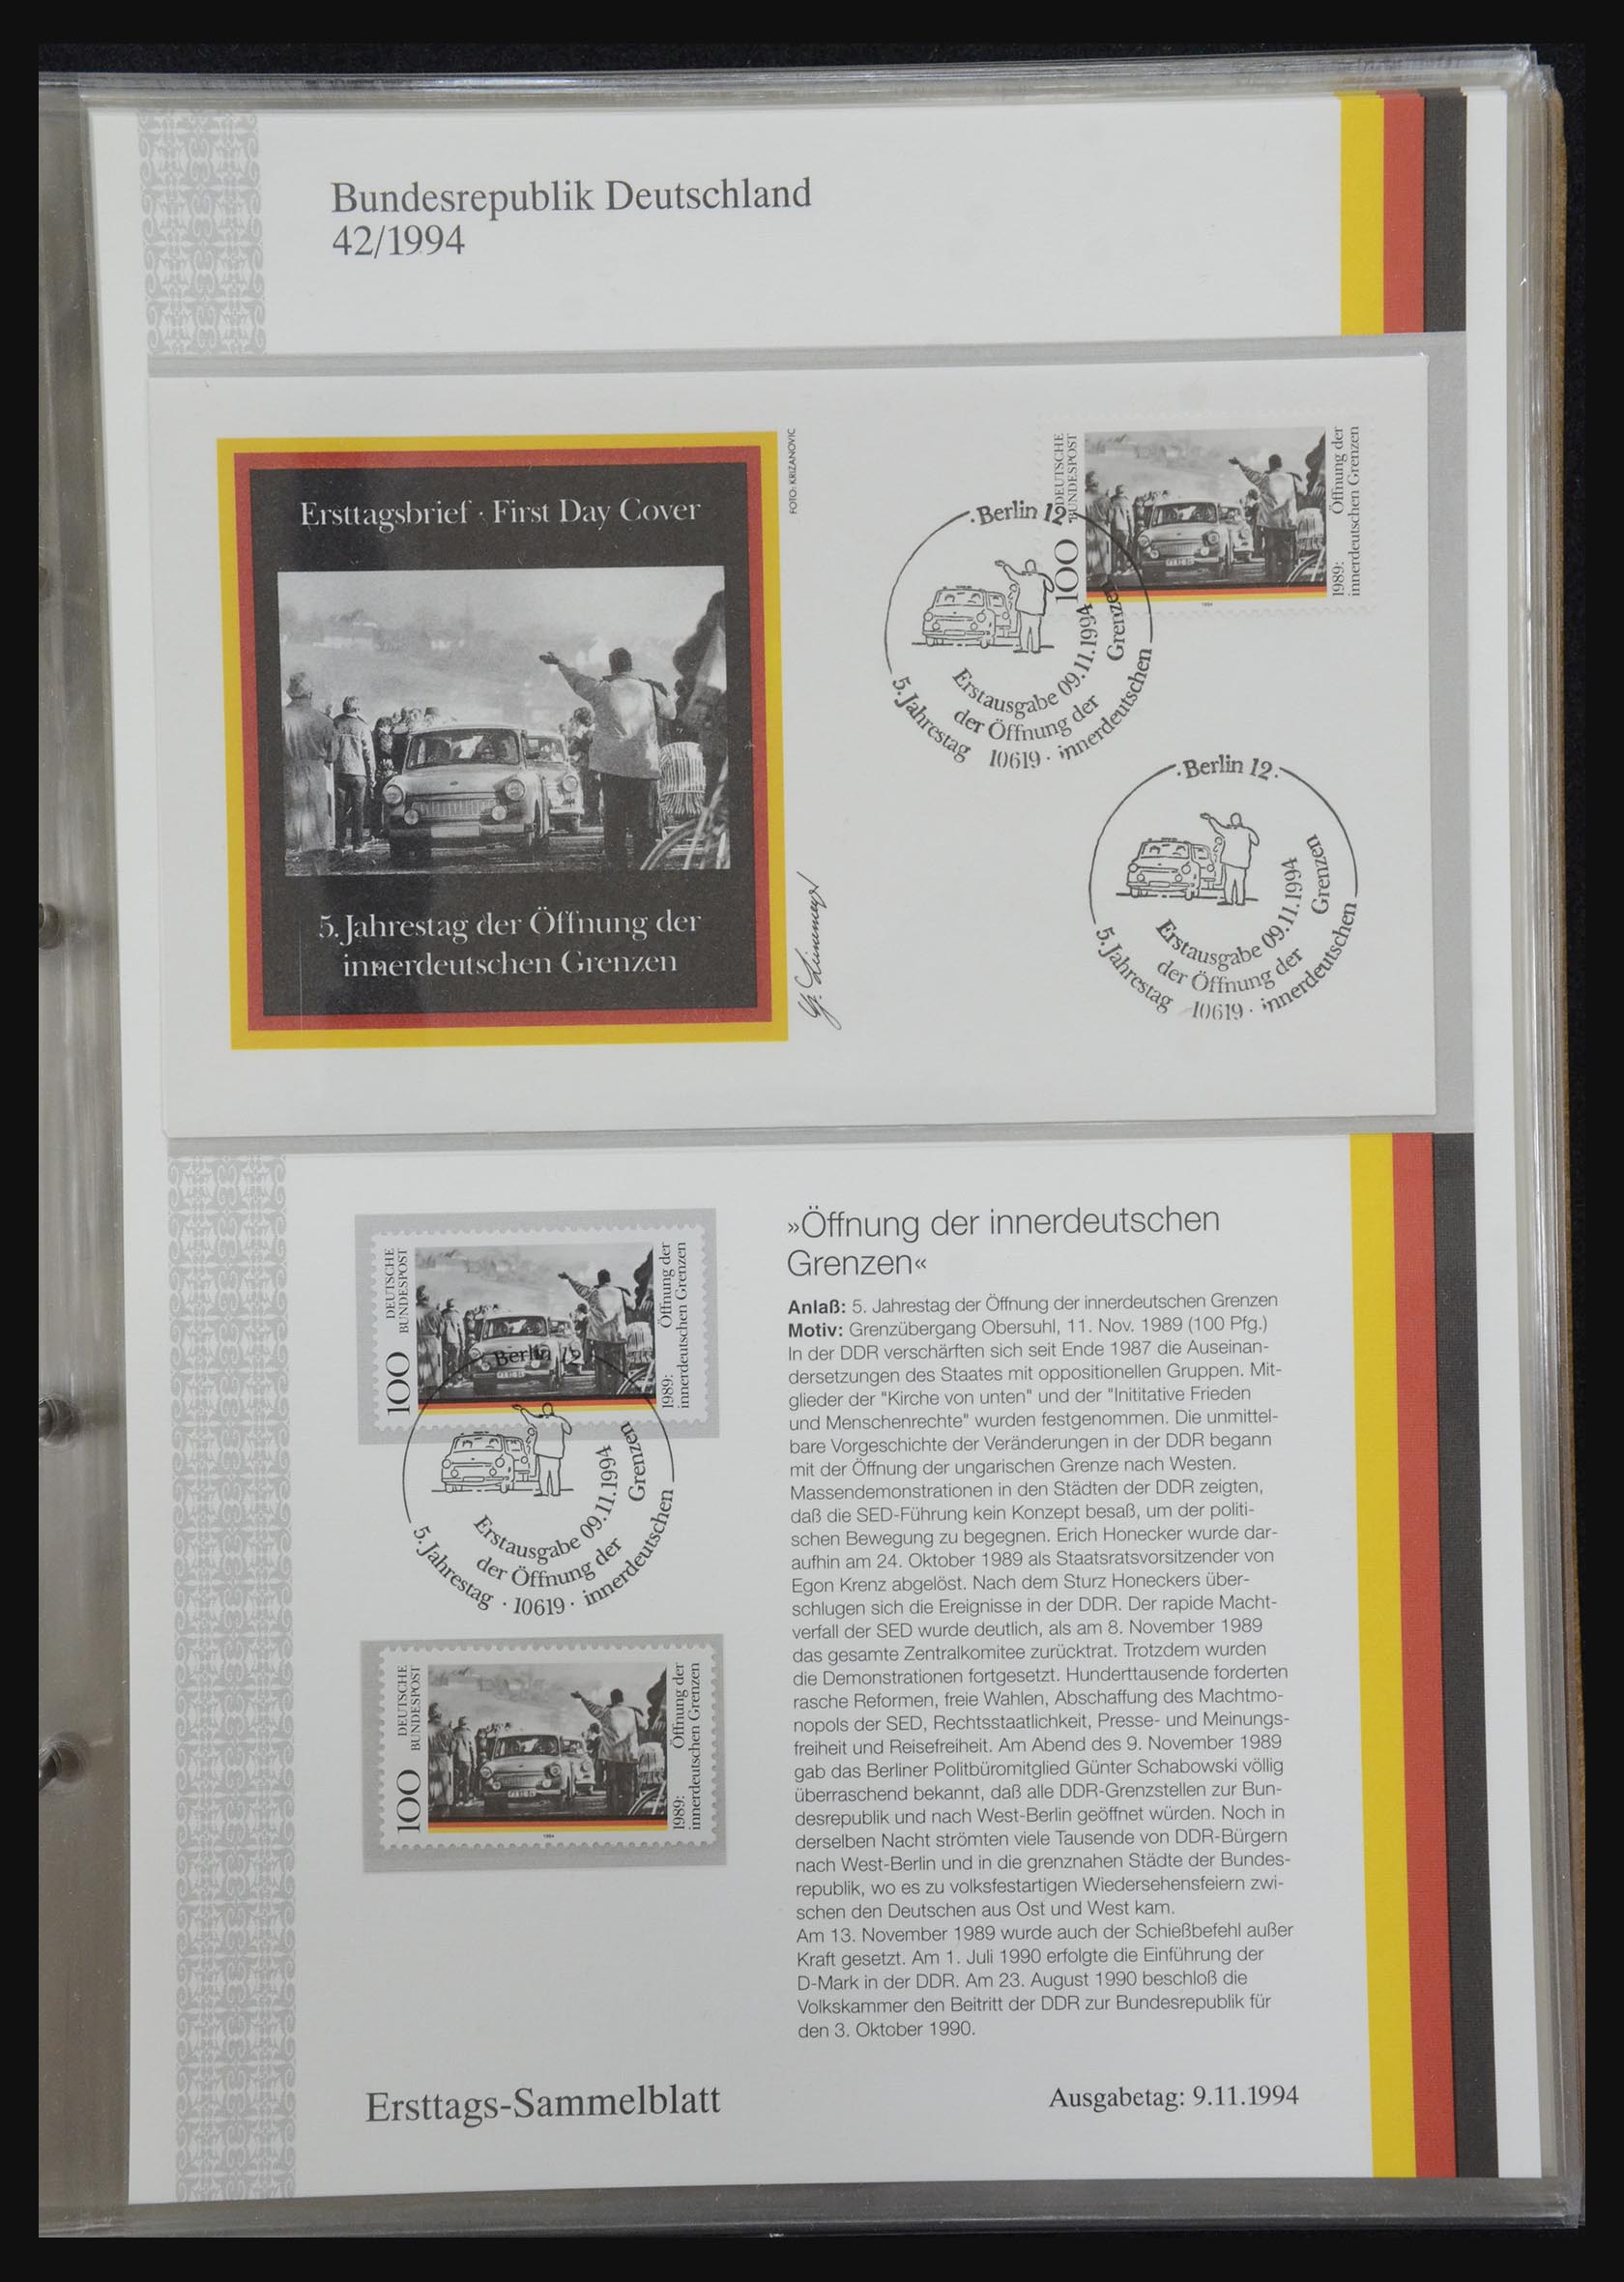 Bundesrepublik Deutschland
42/1994
Ersttagsbrief · First Day Cover
5. Jahrestag der Öffnung der
innerdeutschen Grenzen
FOTO: KRIZANOVIC
DEUTSCHE
BUNDESPOST
100
1989:
Öffnung der
innerdeutschen Grenzen
1994
· Berlin 12 ·
Erstausgabe 09.11.1994
der Öffnung der Grenzen
5. Jahrestag 10619 · innerdeutschen
· Berlin 12 ·
Erstausgabe 09.11.1994
der Öffnung der Grenzen
5. Jahrestag 10619 · innerdeutschen
DEUTSCHE
BUNDESPOST
100
1989:
Öffnung der
innerdeutschen Grenzen
Berlin 12
Erstausgabe 09.11.1994
der Öffnung der Grenzen
5. Jahrestag · 10619 · innerdeutschen
DEUTSCHE
BUNDESPOST
100
1989:
Öffnung der
innerdeutschen Grenzen
1994
»Öffnung der innerdeutschen
Grenzen«
Anlaß: 5. Jahrestag der Öffnung der innerdeutschen Grenzen
Motiv: Grenzübergang Obersuhl, 11. Nov. 1989 (100 Pfg.)
In der DDR verschärften sich seit Ende 1987 die Auseinan-
dersetzungen des Staates mit oppositionellen Gruppen. Mit-
glieder der "Kirche von unten" und der "Inititative Frieden
und Menschenrechte" wurden festgenommen. Die unmittel-
bare Vorgeschichte der Veränderungen in der DDR begann
mit der Öffnung der ungarischen Grenze nach Westen.
Massendemonstrationen in den Städten der DDR zeigten,
daß die SED-Führung kein Konzept besaß, um der politi-
schen Bewegung zu begegnen. Erich Honecker wurde dar-
aufhin am 24. Oktober 1989 als Staatsratsvorsitzender von
Egon Krenz abgelöst. Nach dem Sturz Honeckers über-
schlugen sich die Ereignisse in der DDR. Der rapide Macht-
verfall der SED wurde deutlich, als am 8. November 1989
das gesamte Zentralkomitee zurücktrat. Trotzdem wurden
die Demonstrationen fortgesetzt. Hunderttausende forderten
rasche Reformen, freie Wahlen, Abschaffung des Machtmo-
nopols der SED, Rechtsstaatlichkeit, Presse- und Meinungs-
freiheit und Reisefreiheit. Am Abend des 9. November 1989
gab das Berliner Politbüromitglied Günter Schabowski völlig
überraschend bekannt, daß alle DDR-Grenzstellen zur Bun-
desrepublik und nach West-Berlin geöffnet würden. Noch in
derselben Nacht strömten viele Tausende von DDR-Bürgern
nach West-Berlin und in die grenznahen Städte der Bundes-
republik, wo es zu volksfestartigen Wiedersehensfeiern zwi-
schen den Deutschen aus Ost und West kam.
Am 13. November 1989 wurde auch der Schießbefehl außer
Kraft gesetzt. Am 1. Juli 1990 erfolgte die Einführung der
D-Mark in der DDR. Am 23. August 1990 beschloß die
Volkskammer den Beitritt der DDR zur Bundesrepublik für
den 3. Oktober 1990.
Ersttags-Sammelblatt
Ausgabetag: 9.11.1994